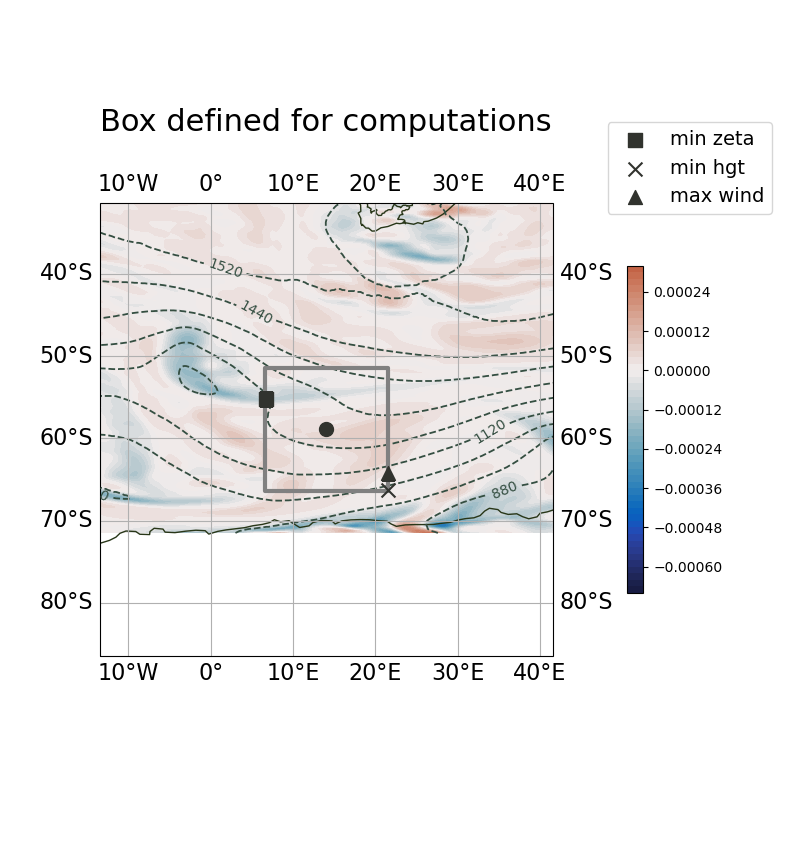 Box defined for computations
min zeta
min hgt
max wind
10°W 0° 10°E 20°E 30°E 40°E
40°S 40°S
50°S 50°S
60°S 60°S
70°S 70°S
80°S 80°S
10°W 0° 10°E 20°E 30°E 40°E
1520
1440
1120
880
0.00024
0.00012
0.00000
−0.00012
−0.00024
−0.00036
−0.00048
−0.00060